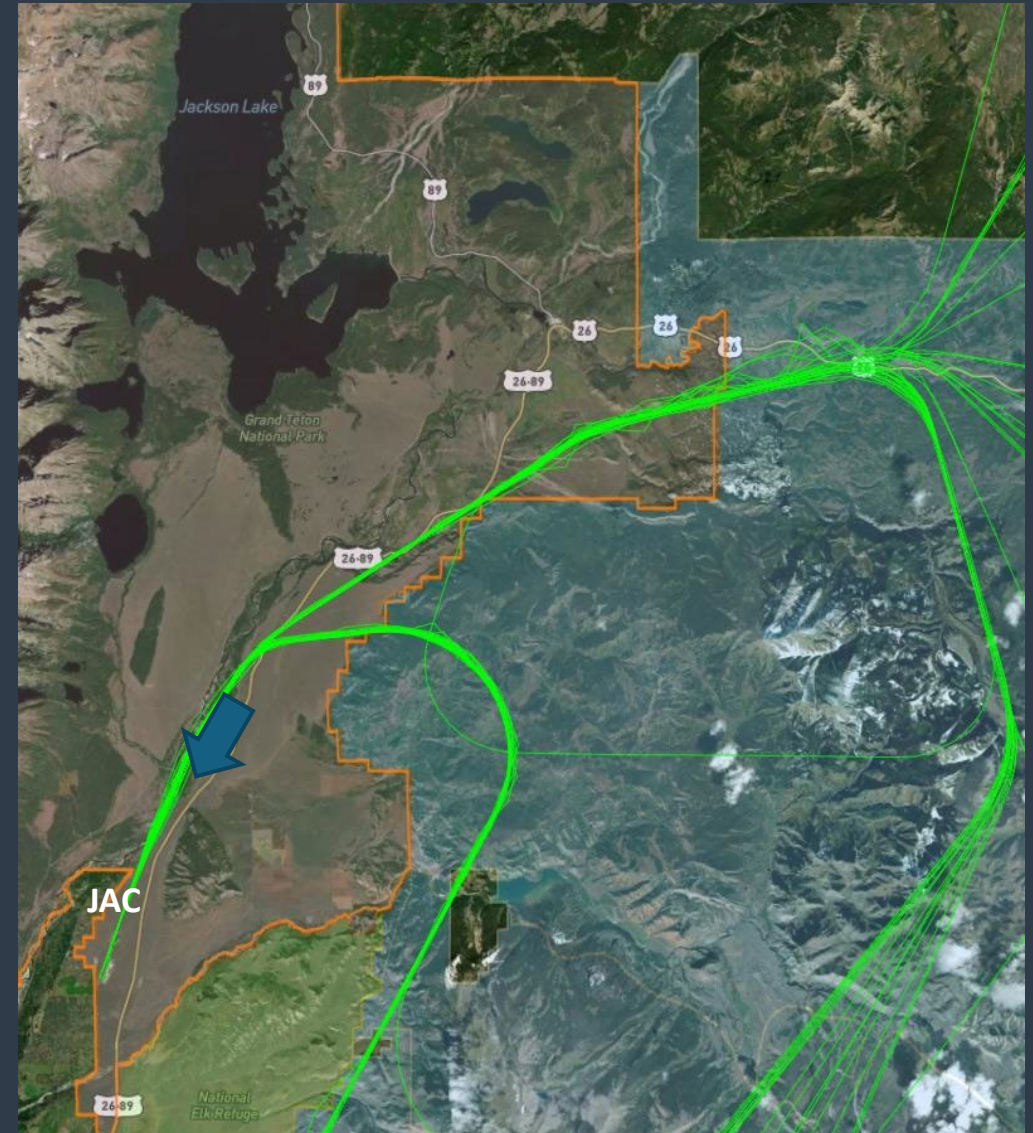 89
Jackson Lake
89
26
26
26
26-89
Grand Teton
National Park
26-89
JAC
National
Elk Refuge
26-89